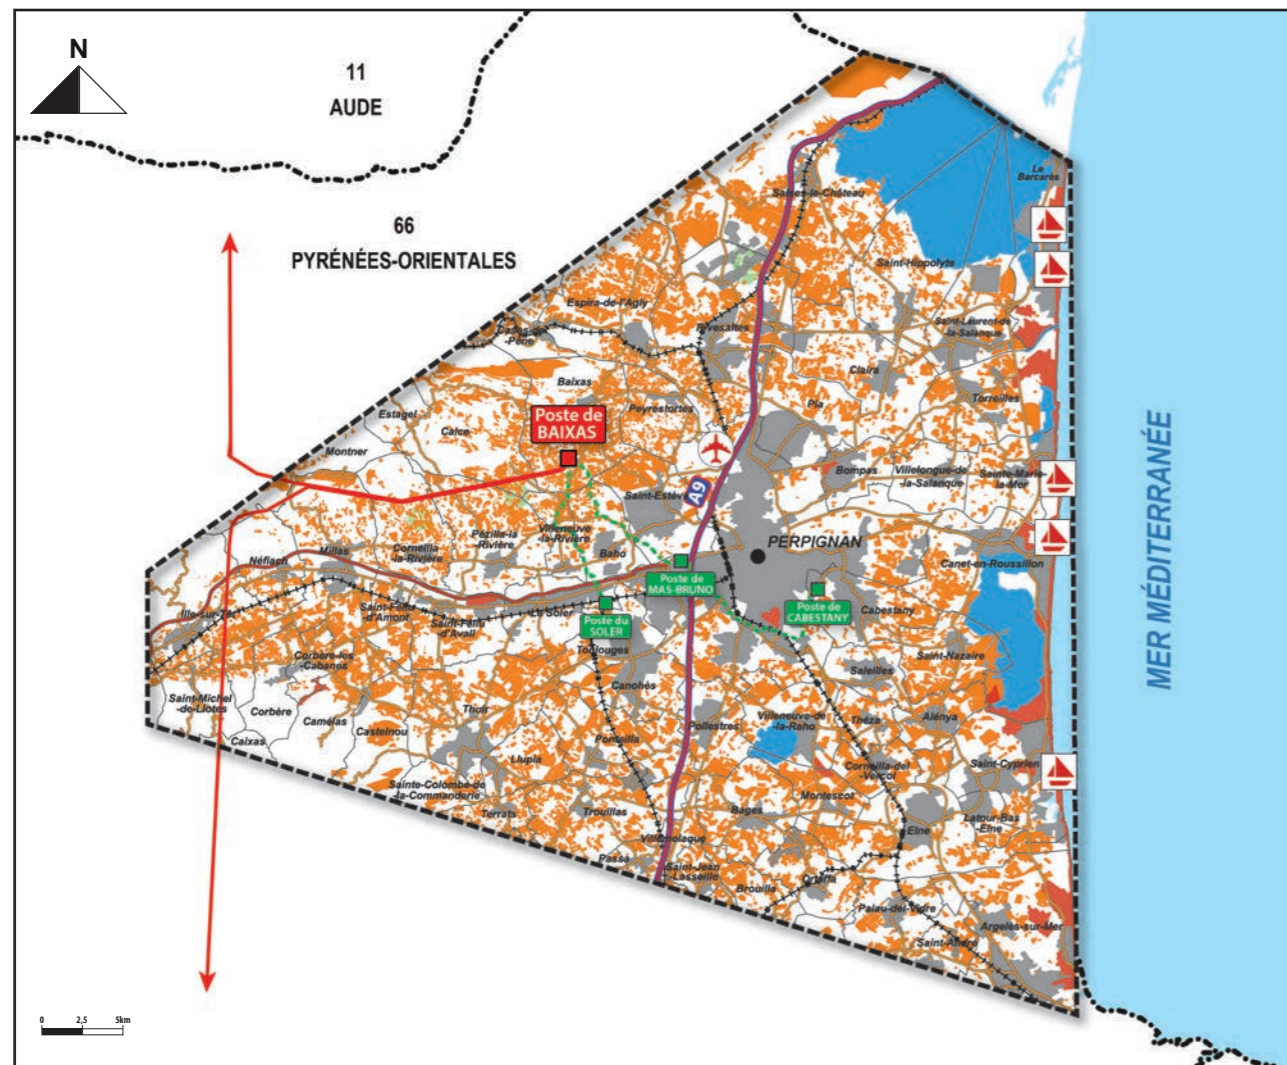 N
11
AUDE
66
PYRÉNÉES-ORIENTALES
Le
Barcarès
Salses-le-Château
Saint-Hippolyte
Espira-de-l'Agly
Cases-de
-Pène
Rivesaltes
Saint-Laurent-de
-la-Salanque
Claira
Baixas
Torreilles
Estagel
Peyrestortes
Pia
Poste de
BAIXAS
Calce
Montner
Bompas
Villelongue-de
-la-Salanque
Sainte-Marie-
la-Mer
Saint-Estève
A9
MER MÉDITERRANÉE
Pézilla-la
-Rivière
Villeneuve
-la-Rivière
Corneilla
-la-Rivière
Millas
Néfiach
Baho
PERPIGNAN
Canet-en-Roussillon
Poste de
MAS-BRUNO
Poste de
CABESTANY
Cabestany
Ille-sur-Têt
Saint-Féliu
-d'Amont
Saint-Féliu
d'Avall
Le Soler
Poste du
SOLER
Toulouges
Saint-Nazaire
Saleilles
Corbère-les
-Cabanes
Canohés
Saint-Michel
-de-Llotes
Corbère
Camélas
Castelnou
Caixas
Thuir
Pollestres
Villeneuve-de
-la-Raho
Théza
Alénya
Ponteilla
Llupia
Corneilla-del
-Vercol
Saint-Cyprien
Sainte-Colombe-de
-la-Commanderie
Terrats
Trouillas
Bages
Montescot
Latour-Bas
-Elne
Elne
Villemolaque
Passa
Saint-Jean
-Lasseille
Brouilla
Ortaffa
Palau-del-Vidre
Argelès-sur-Mer
Saint-André
0 2,5 5km